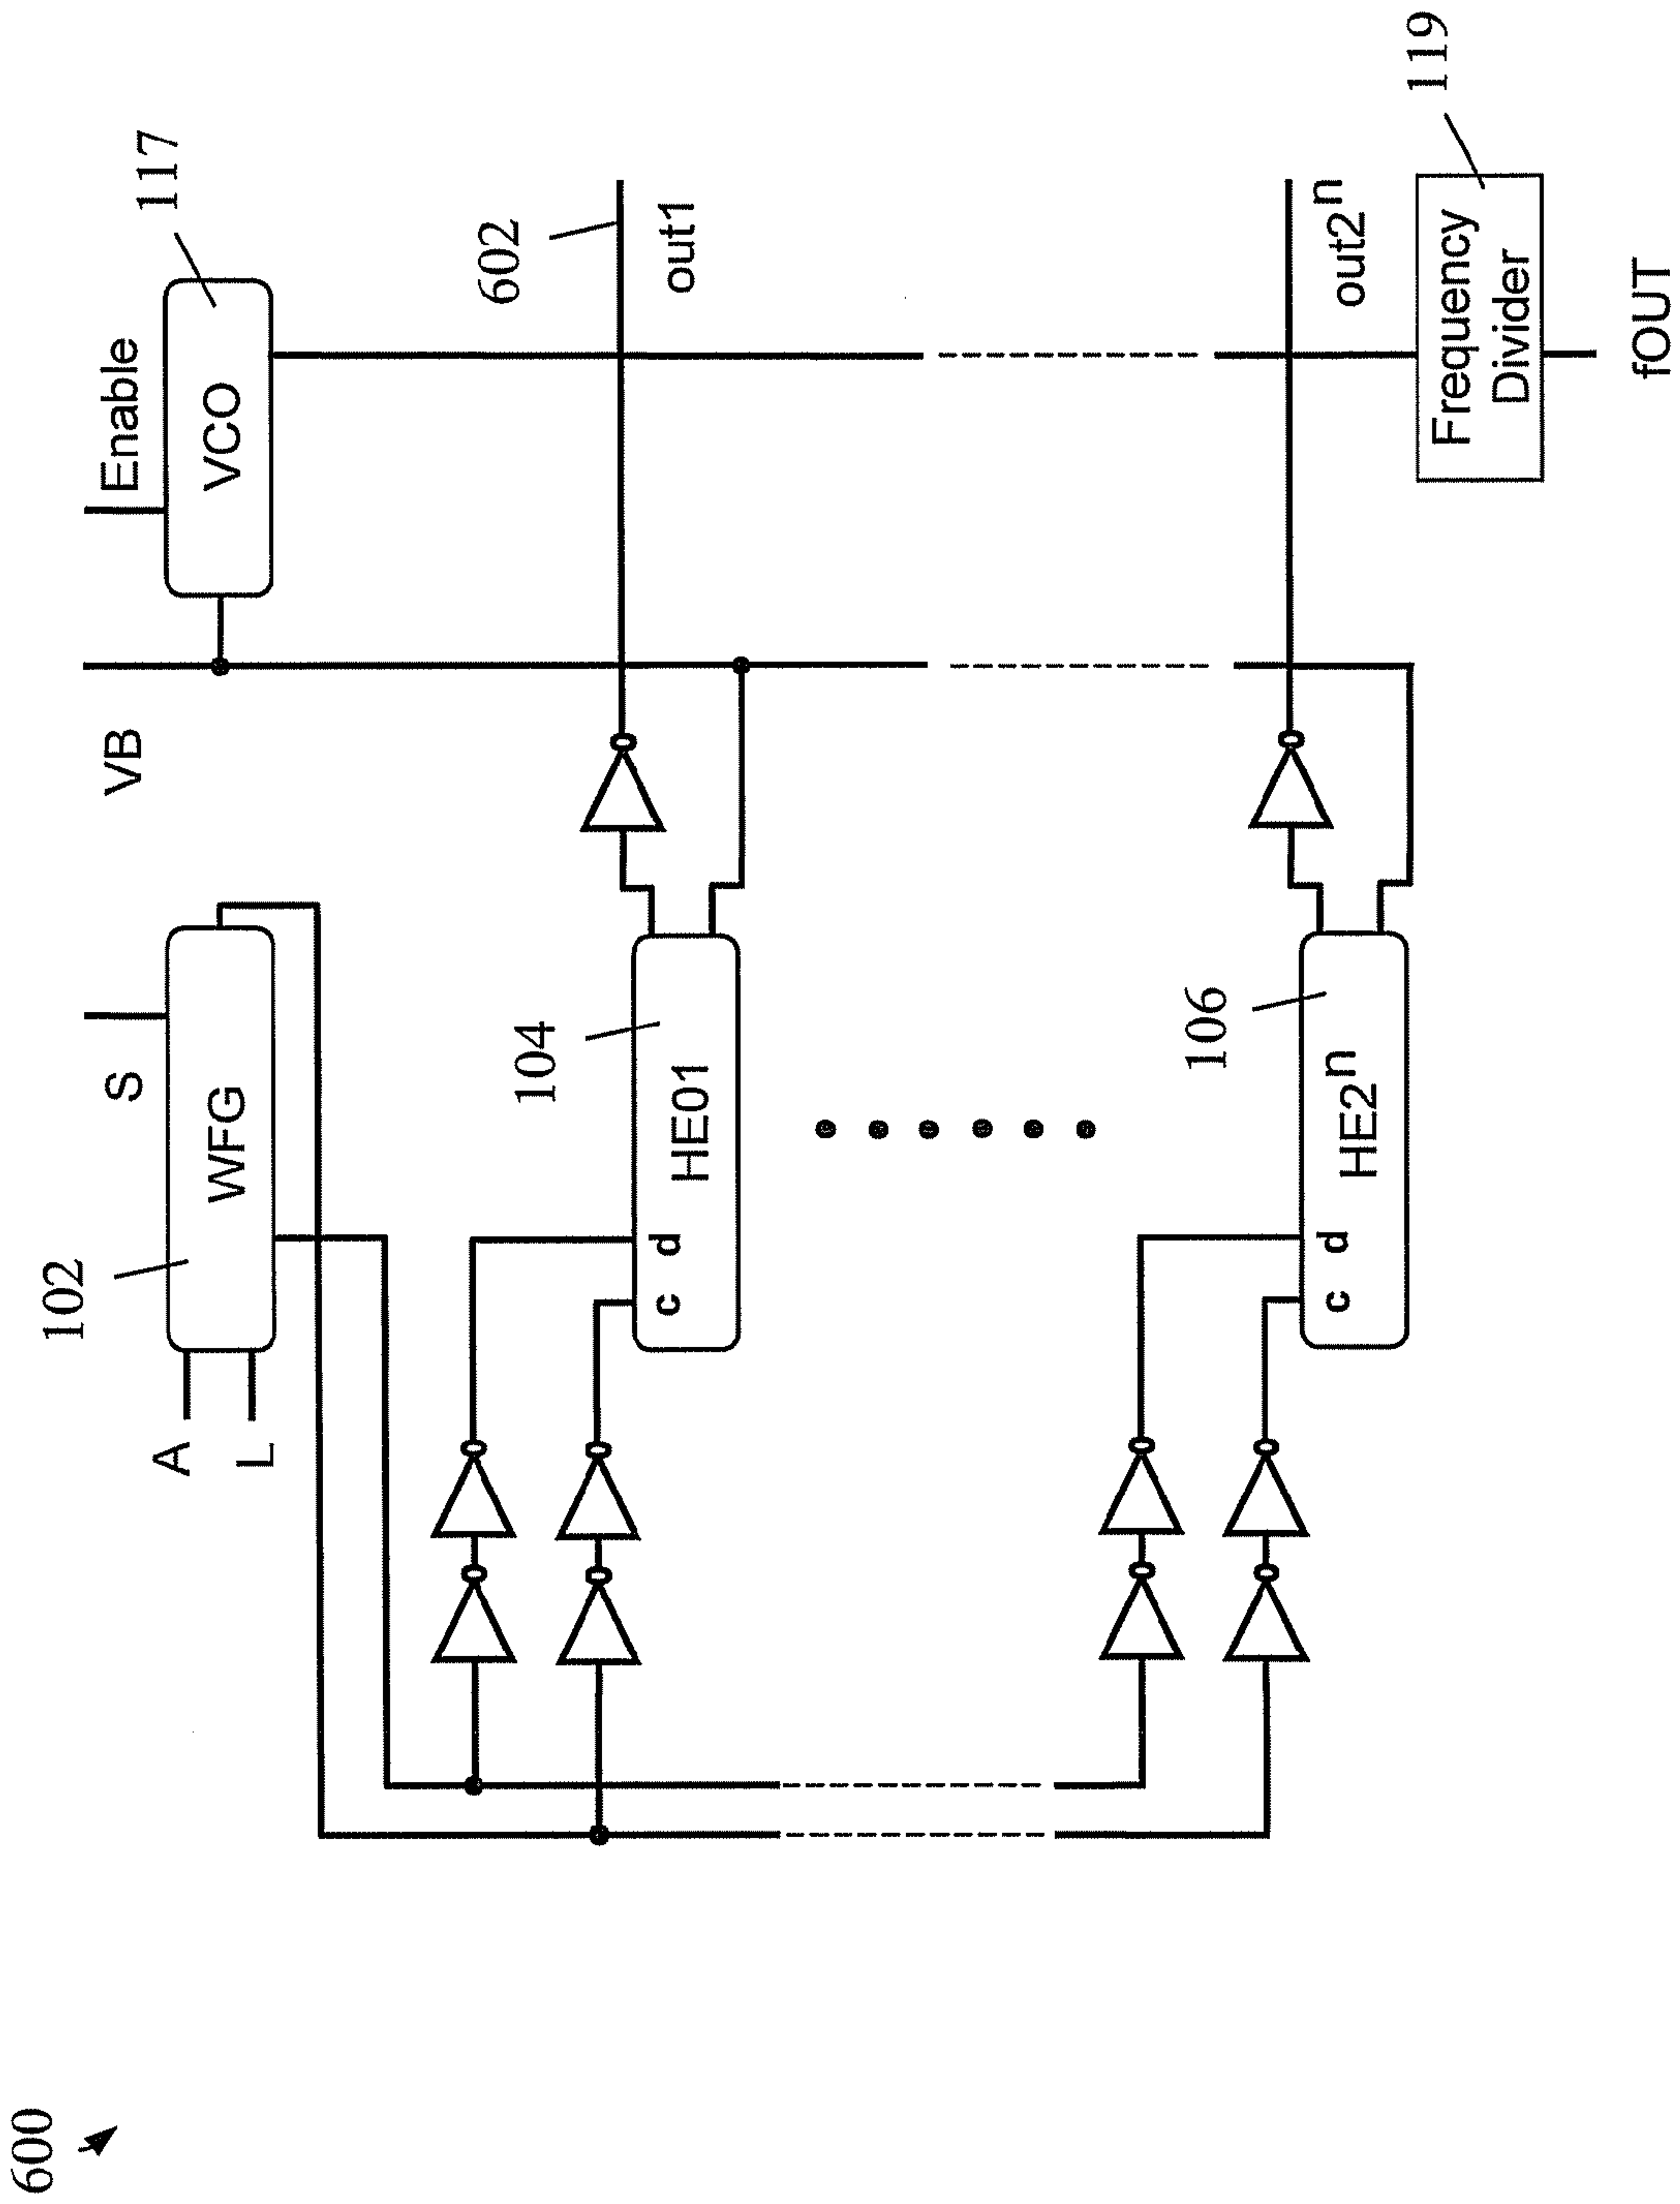 600
102
A
L
WFG
S
VB
Enable
VCO
117
104
c d
HE01
602
out1
106
c d
HE2ⁿ
out2ⁿ
Frequency
Divider
119
fOUT